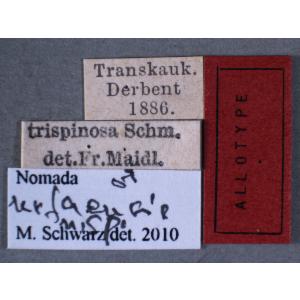 Transkauk.
Derbent
1886.
trispinosa Schm.
det.Fr.Maidl.
Nomada
M. Schwarz det. 2010
ALLOTYPE